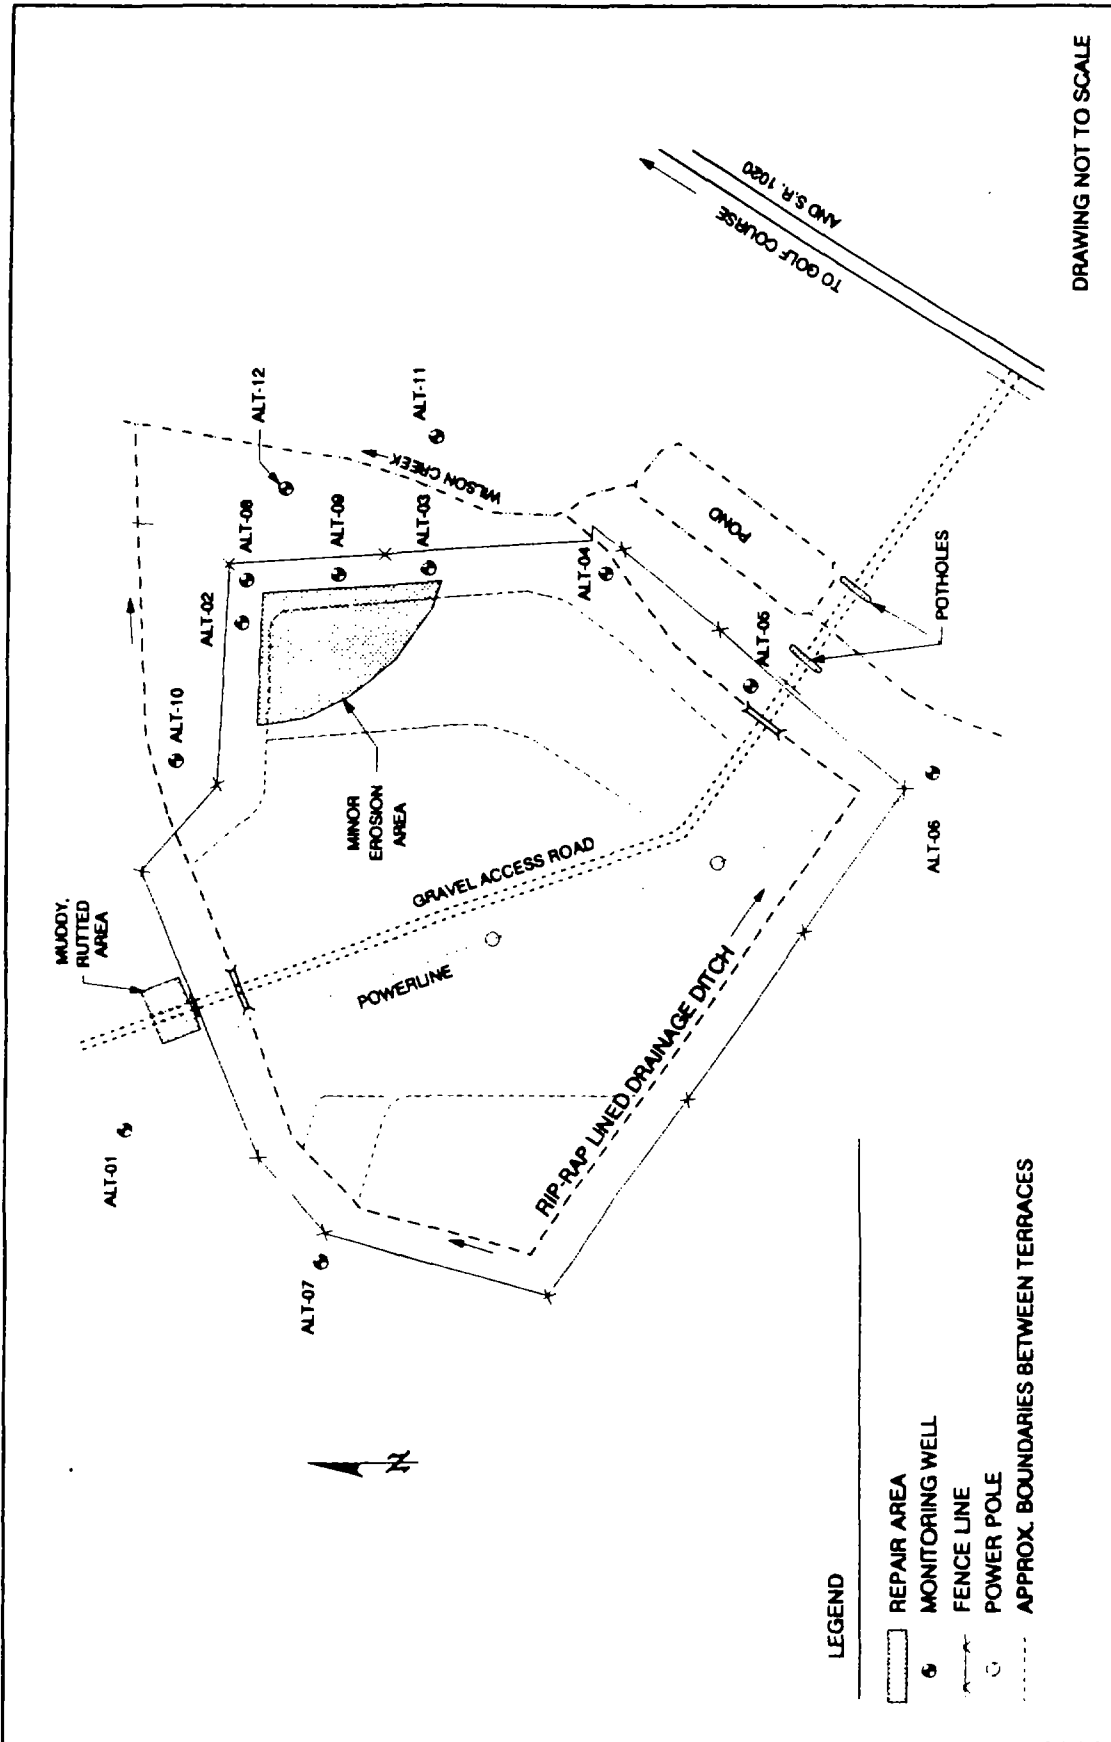 MUDDY,
RUTTED
AREA
ALT-01
ALT-07
ALT-10
ALT-02
ALT-08
ALT-12
ALT-09
ALT-03
ALT-11
WILSON CREEK
MINOR
EROSION
AREA
GRAVEL ACCESS ROAD
POWERLINE
RIP-RAP LINED DRAINAGE DITCH
ALT-04
ALT-05
ALT-06
POND
POTHOLES
TO GOLF COURSE
AND S.R. 1020
N
LEGEND
REPAIR AREA
MONITORING WELL
FENCE LINE
POWER POLE
APPROX. BOUNDARIES BETWEEN TERRACES
DRAWING NOT TO SCALE